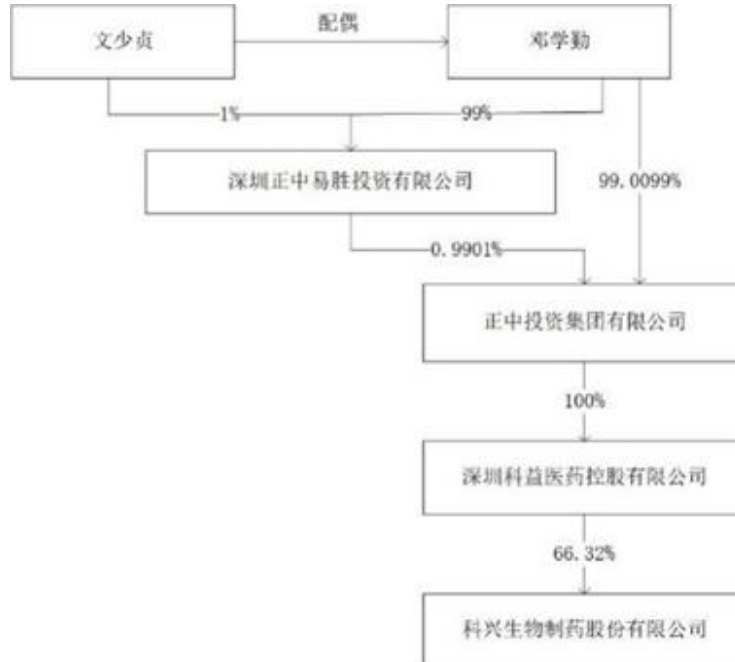 文少贞
配偶
邓学勤
1%
99%
深圳正中易胜投资有限公司
99.0099%
0.9901%
正中投资集团有限公司
100%
深圳科益医药控股有限公司
66.32%
科兴生物制药股份有限公司